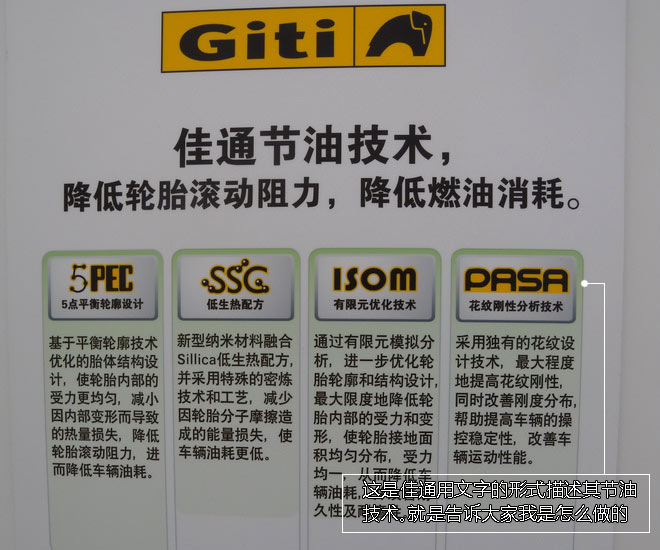 Giti
佳通节油技术，
降低轮胎滚动阻力，降低燃油消耗。
5PEC
5点平衡轮廓设计
基于平衡轮廓技术
优化的胎体结构设
计，使轮胎内部的
受力更均匀，减小
因内部变形而导致
的热量损失，降低
轮胎滚动阻力，进
而降低车辆油耗。
SSC
低生热配方
新型纳米材料融合
Sillica低生热配方，
并采用特殊的密炼
技术和工艺，减少
因轮胎分子摩擦造
成的能量损失，使
车辆油耗更低。
ISOM
有限元优化技术
通过有限元模拟分
析，进一步优化轮
胎轮廓和结构设计，
最大限度地降低轮
胎内部的受力和变
形，使轮胎接地面
积均匀分布，受力
均一，从而降低车
辆油耗，
久性及
PASA
花纹刚性分析技术
采用独有的花纹设
计技术，最大程度
地提高花纹刚性，
同时改善刚度分布，
帮助提高车辆的操
控稳定性，改善车
辆运动性能。
这是佳通用文字的形式描述其节油
技术。就是告诉大家我是怎么做的